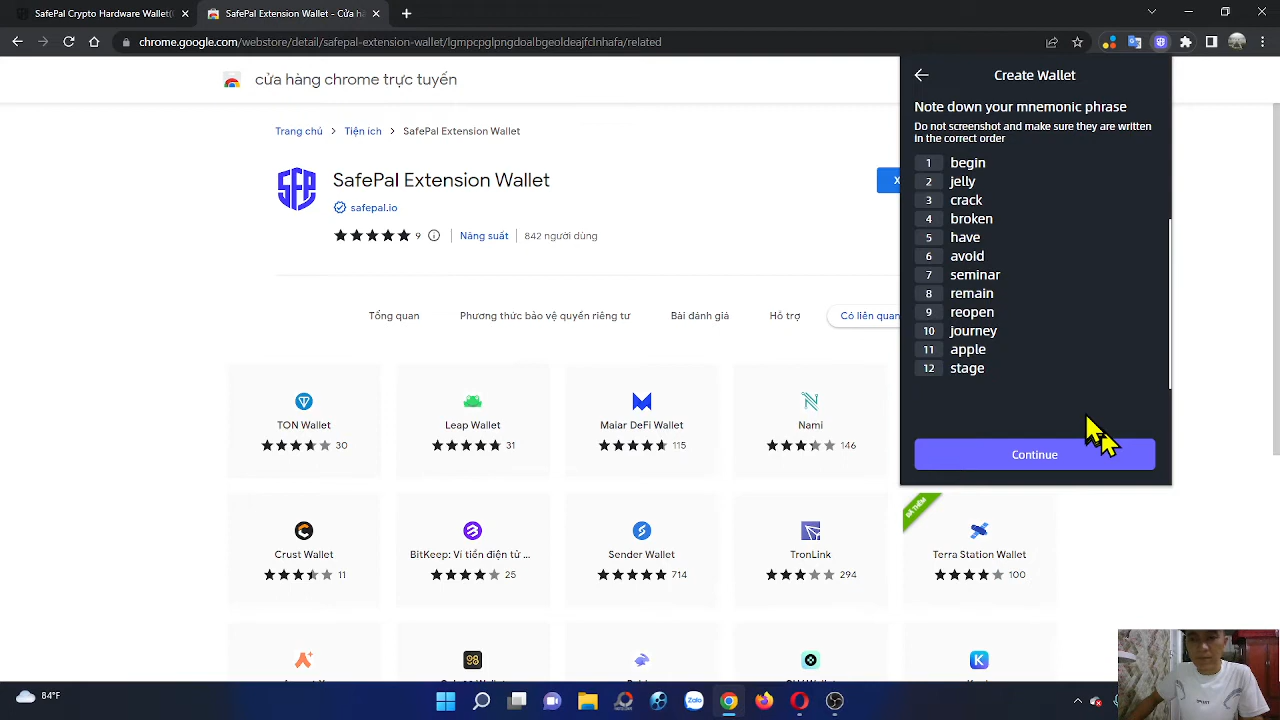 SafePal Crypto Hardware Wallet(
SafePal Extension Wallet - Cửa hà
chrome.google.com/webstore/detail/safepal-extension-wallet/lgmpcpglpngdoalbgeoldeajfclnhafa/related
cửa hàng chrome trực tuyến
Trang chủ
Tiện ích
SafePal Extension Wallet
SFP
SafePal Extension Wallet
X
safepal.io
9
Năng suất
842 người dùng
Tổng quan
Phương thức bảo vệ quyền riêng tư
Bài đánh giá
Hỗ trợ
Có liên quan
TON Wallet
30
Leap Wallet
31
Maiar DeFi Wallet
115
Nami
146
Crust Wallet
11
BitKeep: Ví tiền điện tử ...
25
Sender Wallet
714
TronLink
294
ĐÃ THÊM
Terra Station Wallet
100
Create Wallet
Note down your mnemonic phrase
Do not screenshot and make sure they are written
in the correct order
1 begin
2 jelly
3 crack
4 broken
5 have
6 avoid
7 seminar
8 remain
9 reopen
10 journey
11 apple
12 stage
Continue
84°F
Zalo